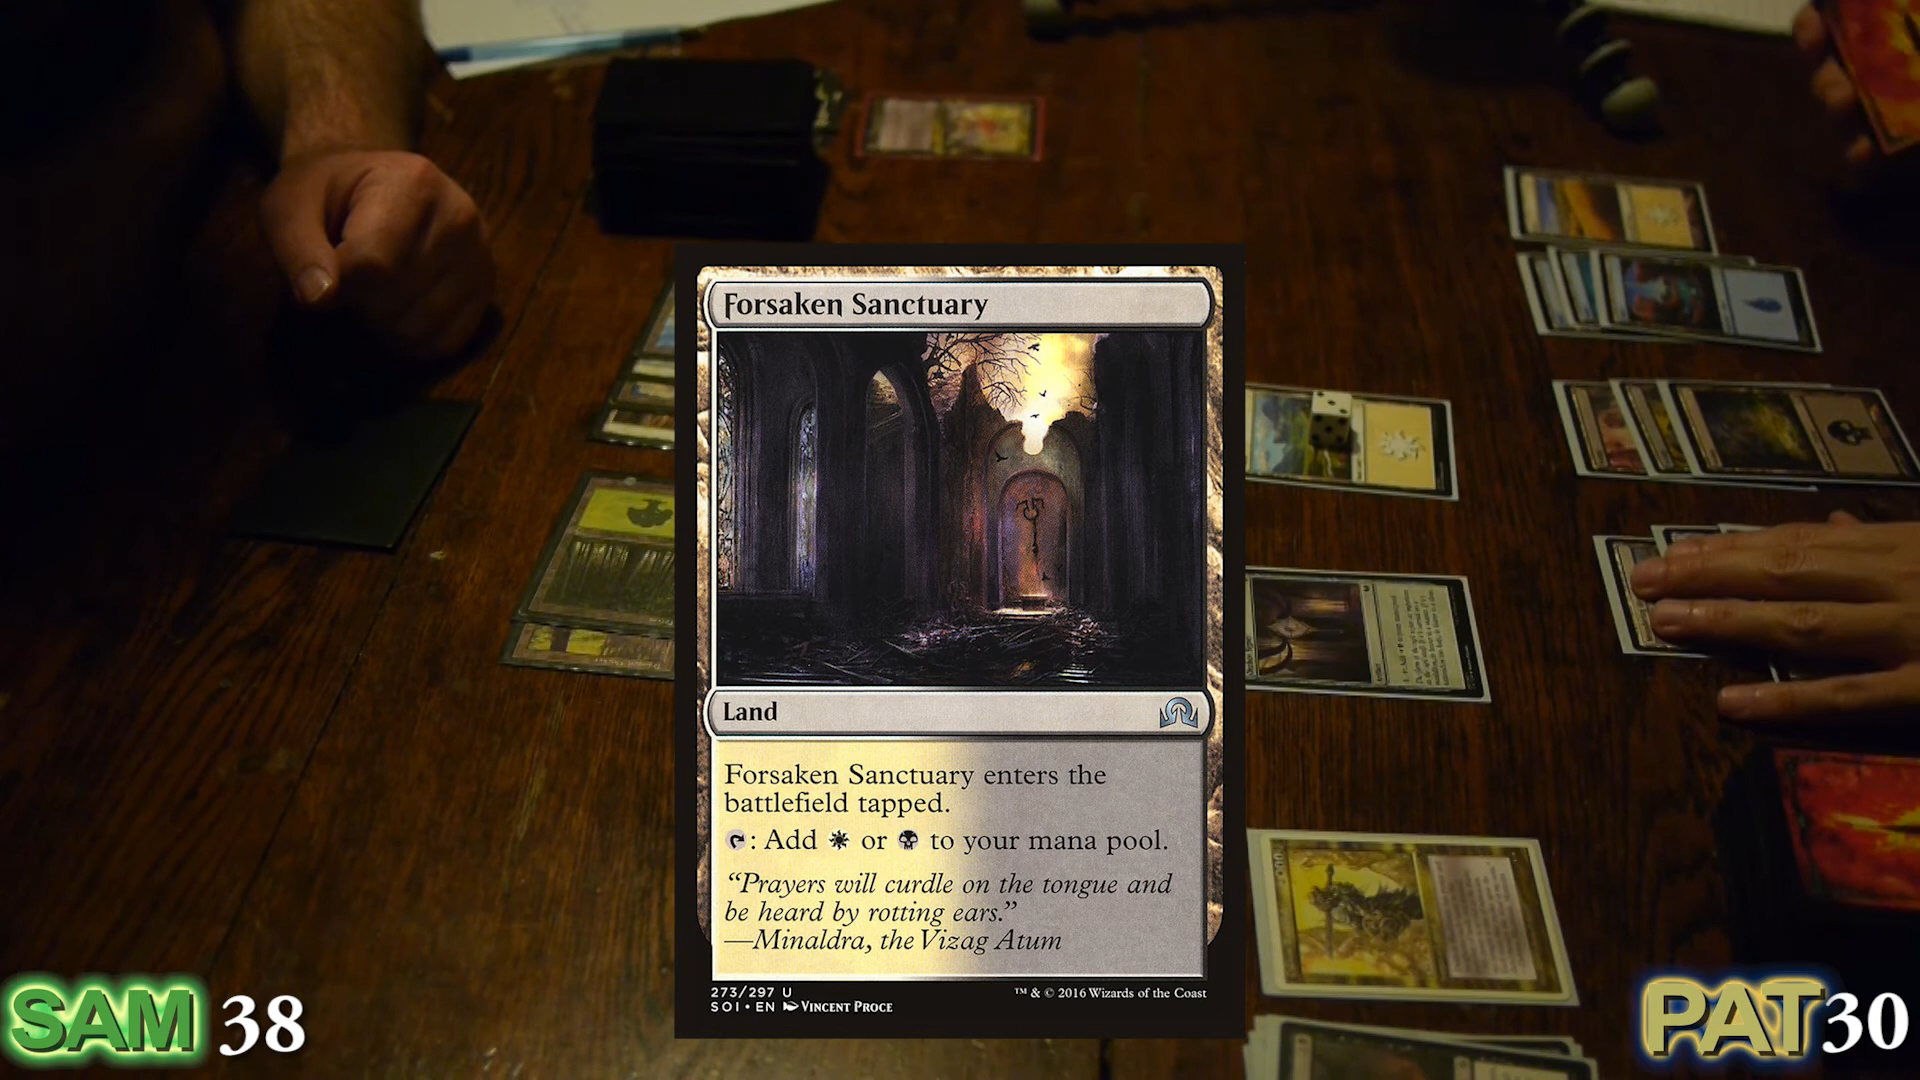 Forsaken Sanctuary
Land
Forsaken Sanctuary enters the
battlefield tapped.
: Add or to your mana pool.
“Prayers will curdle on the tongue and
be heard by rotting ears.”
—Minaldra, the Vizag Atum
273/297 U
SOI • EN VINCENT PROCE
™ & © 2016 Wizards of the Coast
SAM 38
PAT 30